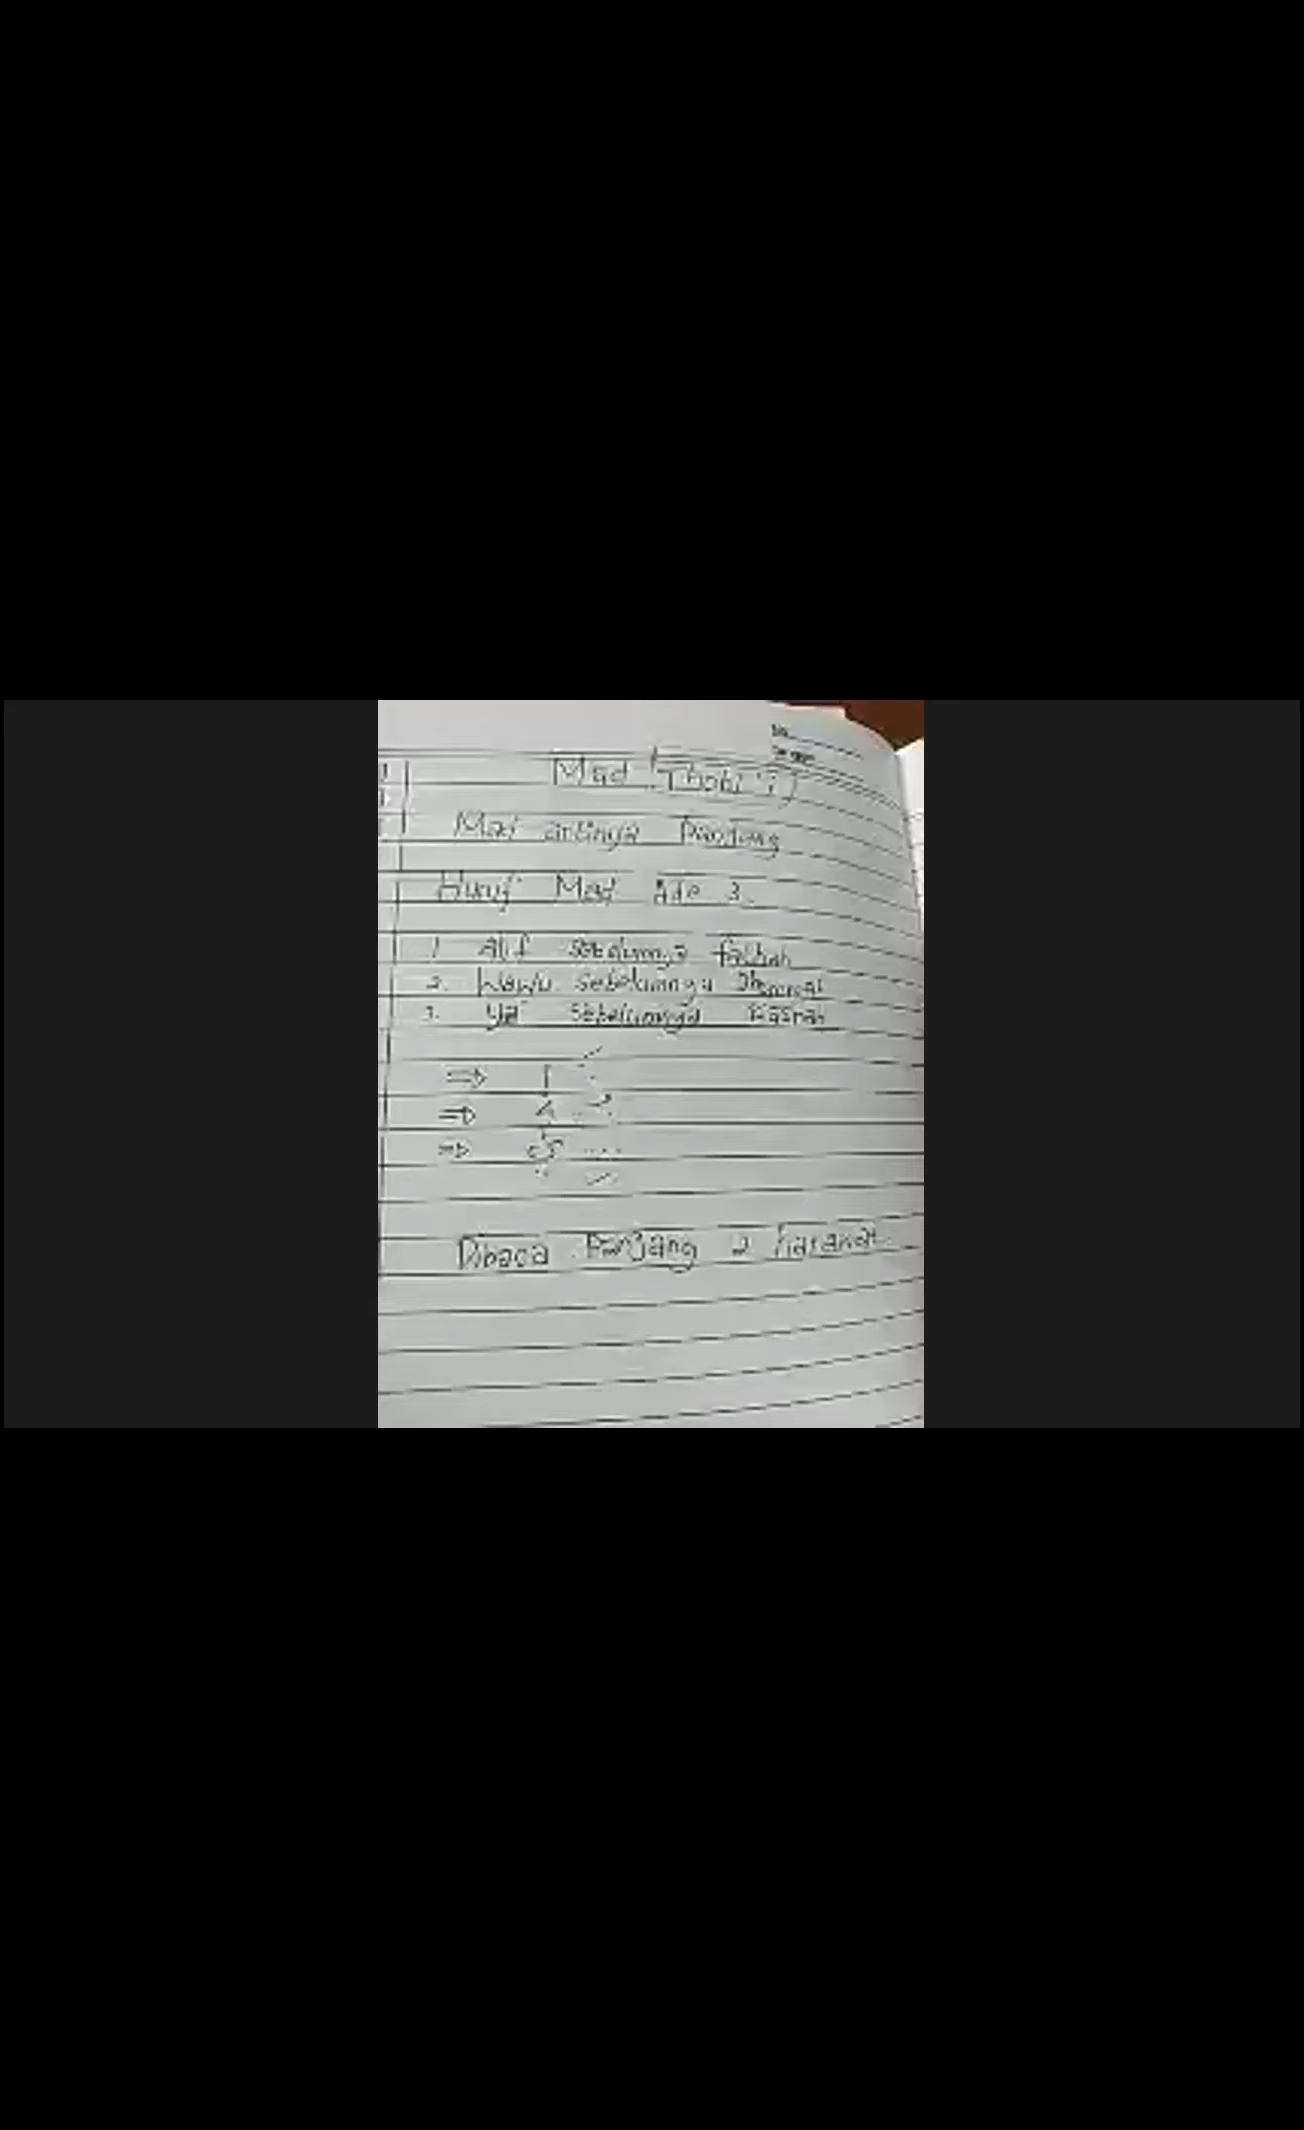 Mad Thobi'i
Mad artinya Panjang
Huruf Mad Ada 3
1. Alif sebelumnya fathah
2. Wawu sebelumnya Dhommah
3. Ya sebelumnya Kasrah
⇒ ا
⇒ و
⇒ ي
Dibaca Panjang 2 harakat